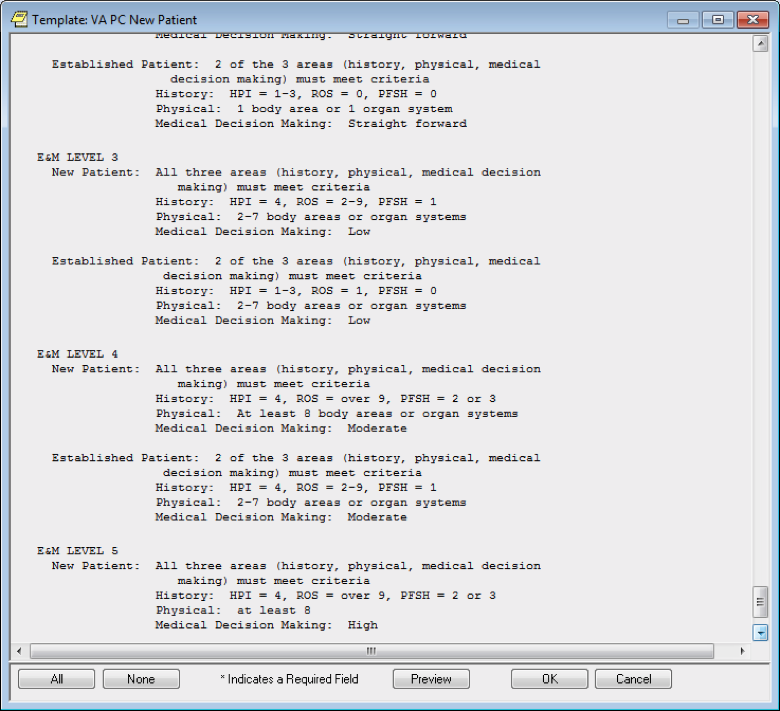 Template: VA PC New Patient
Medical Decision Making: Straight forward
Established Patient: 2 of the 3 areas (history, physical, medical
decision making) must meet criteria
History: HPI = 1-3, ROS = 0, PFSH = 0
Physical: 1 body area or 1 organ system
Medical Decision Making: Straight forward
E&M LEVEL 3
New Patient: All three areas (history, physical, medical decision
making) must meet criteria
History: HPI = 4, ROS = 2-9, PFSH = 1
Physical: 2-7 body areas or organ systems
Medical Decision Making: Low
Established Patient: 2 of the 3 areas (history, physical, medical
decision making) must meet criteria
History: HPI = 1-3, ROS = 1, PFSH = 0
Physical: 2-7 body areas or organ systems
Medical Decision Making: Low
E&M LEVEL 4
New Patient: All three areas (history, physical, medical decision
making) must meet criteria
History: HPI = 4, ROS = over 9, PFSH = 2 or 3
Physical: At least 8 body areas or organ systems
Medical Decision Making: Moderate
Established Patient: 2 of the 3 areas (history, physical, medical
decision making) must meet criteria
History: HPI = 4, ROS = 2-9, PFSH = 1
Physical: 2-7 body areas or organ systems
Medical Decision Making: Moderate
E&M LEVEL 5
New Patient: All three areas (history, physical, medical decision
making) must meet criteria
History: HPI = 4, ROS = over 9, PFSH = 2 or 3
Physical: at least 8
Medical Decision Making: High
All None * Indicates a Required Field Preview OK Cancel